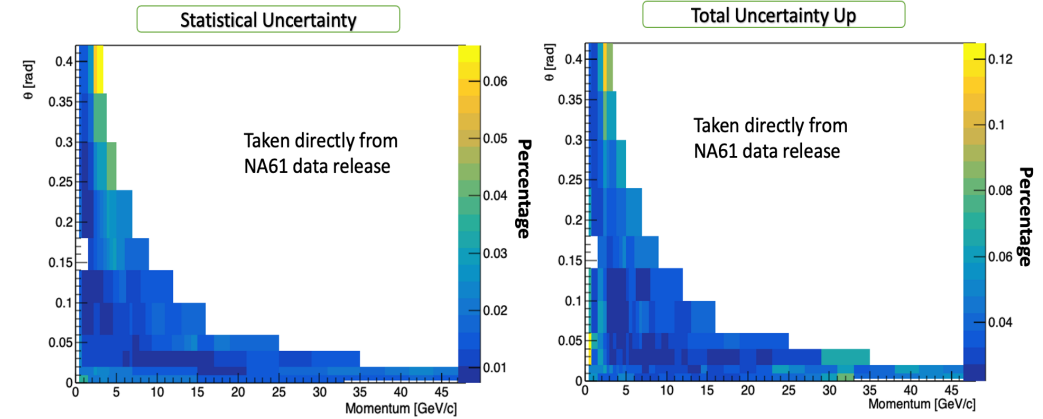 Statistical Uncertainty
θ [rad]
0.4
0.35
0.3
0.25
0.2
0.15
0.1
0.05
0
0 5 10 15 20 25 30 35 40 45
Momentum [GeV/c]
Taken directly from
NA61 data release
0.06
0.05
0.04
0.03
0.02
0.01
Percentage
Total Uncertainty Up
θ [rad]
0.4
0.35
0.3
0.25
0.2
0.15
0.1
0.05
0
0 5 10 15 20 25 30 35 40 45
Momentum [GeV/c]
Taken directly from
NA61 data release
0.12
0.1
0.08
0.06
0.04
Percentage